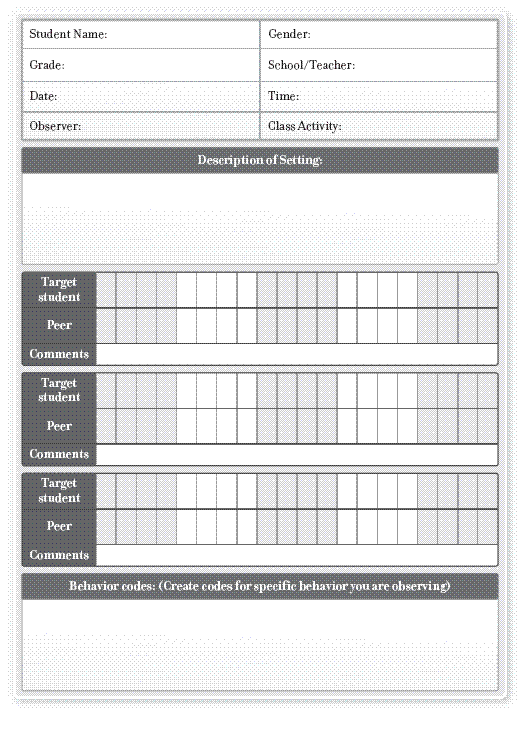 Student Name:
Gender:
Grade:
School/Teacher:
Date:
Time:
Observer:
Class Activity:
Description of Setting:
Target
student
Peer
Comments
Target
student
Peer
Comments
Target
student
Peer
Comments
Behavior codes: (Create codes for specific behavior you are observing)